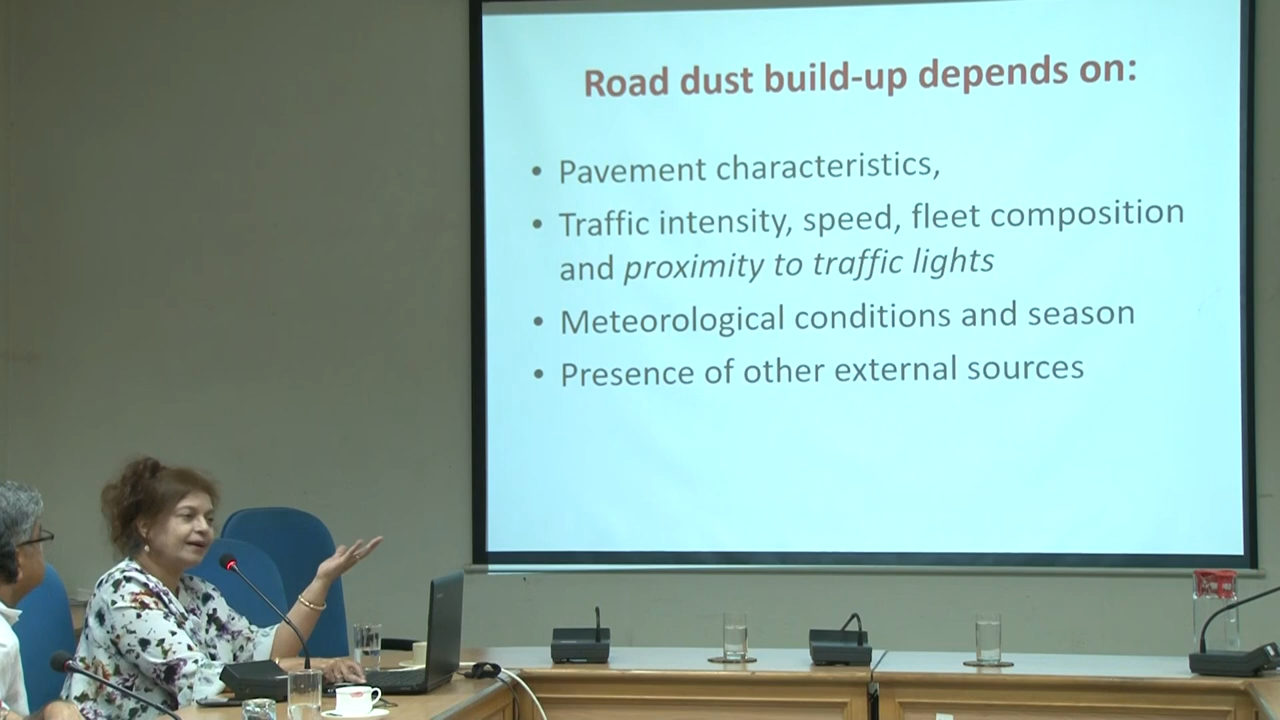 Road dust build-up depends on:
• Pavement characteristics,
• Traffic intensity, speed, fleet composition
and proximity to traffic lights
• Meteorological conditions and season
• Presence of other external sources